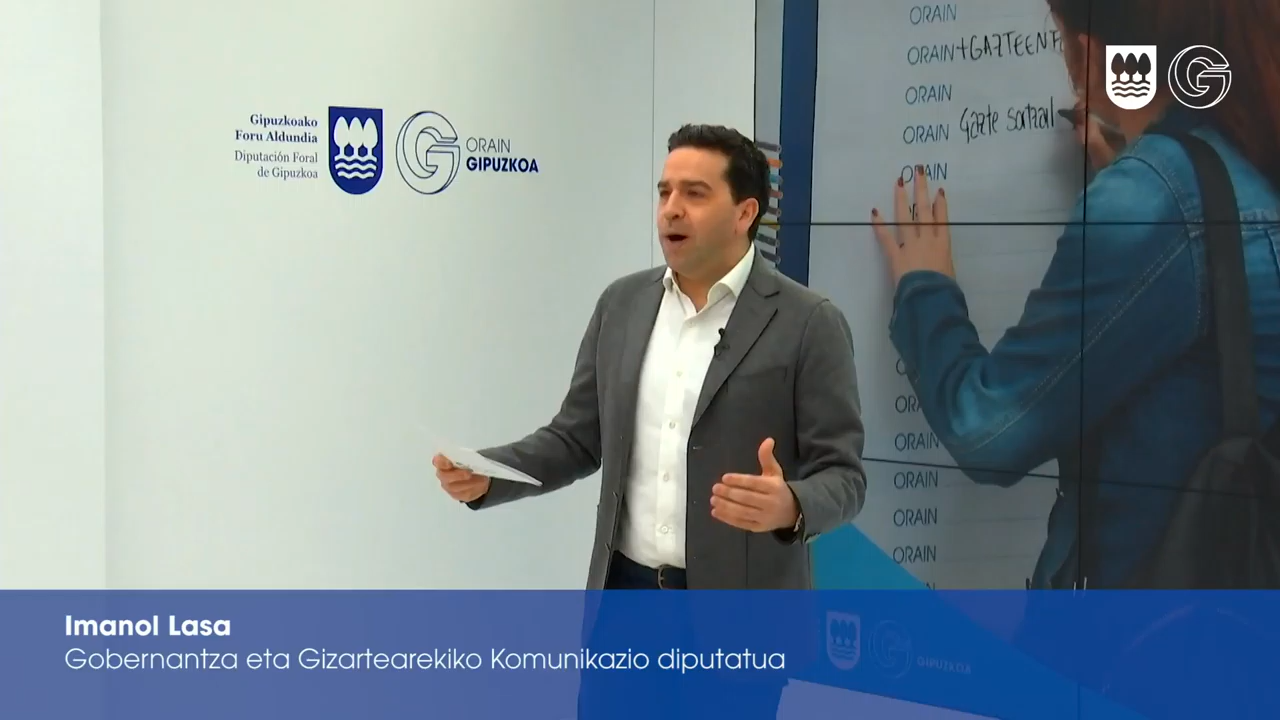 Gipuzkoako
Foru Aldundia
Diputación Foral
de Gipuzkoa
ORAIN
GIPUZKOA
ORAIN
ORAIN +GAZTEEN
ORAIN
ORAIN Gazte sortzail
ORAIN
ORAIN
ORAIN
ORAIN
ORAIN
GIPUZKOA
Imanol Lasa
Gobernantza eta Gizartearekiko Komunikazio diputatua